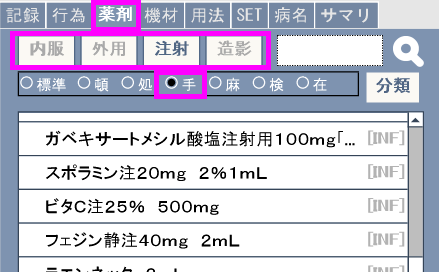 記録 行為 薬剤 機材 用法 SET 病名 サマリ
内服 外用 注射 造影
標準 頓 処 手 麻 検 在 分類
ガベキサートメシル酸塩注射用100mg「... [INF]
スポラミン注20mg 2%1mL [INF]
ビタC注25% 500mg [INF]
フェジン静注40mg 2mL [INF]